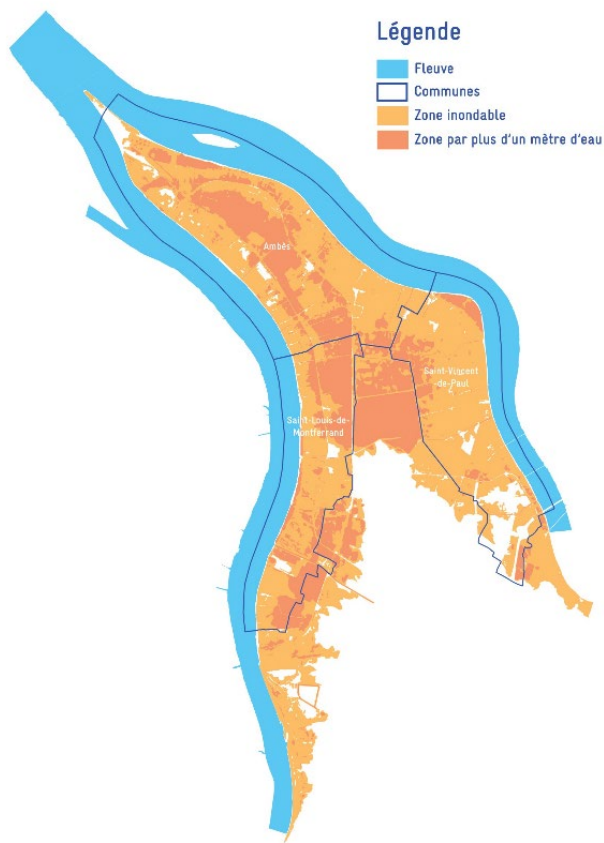 Légende
Fleuve
Communes
Zone inondable
Zone par plus d'un mètre d'eau
Ambès
Saint-Vincent
de-Paul
Saint-Louis-de-
Montferrand